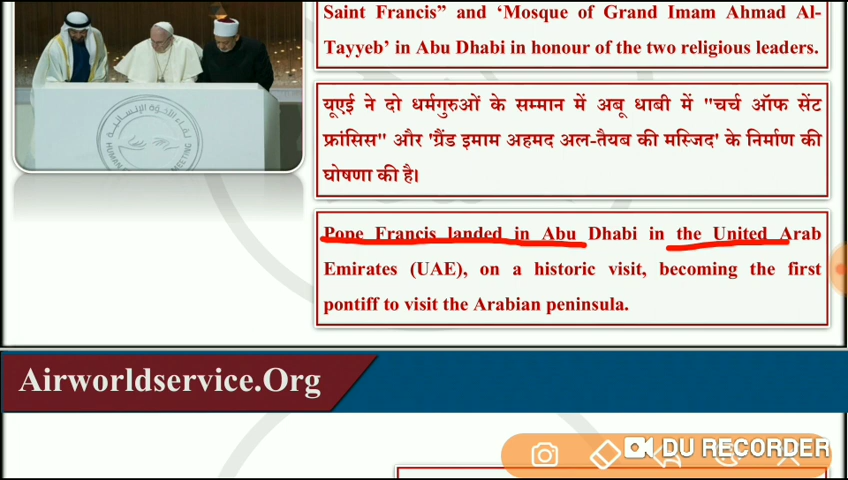 Saint Francis” and ‘Mosque of Grand Imam Ahmad Al-
Tayyeb’ in Abu Dhabi in honour of the two religious leaders.
यूएई ने दो धर्मगुरुओं के सम्मान में अबू धाबी में "चर्च ऑफ सेंट
फ्रांसिस" और 'ग्रैंड इमाम अहमद अल-तैयब की मस्जिद' के निर्माण की
घोषणा की है।
Pope Francis landed in Abu Dhabi in the United Arab
Emirates (UAE), on a historic visit, becoming the first
pontiff to visit the Arabian peninsula.
Airworldservice.Org
DU RECORDER